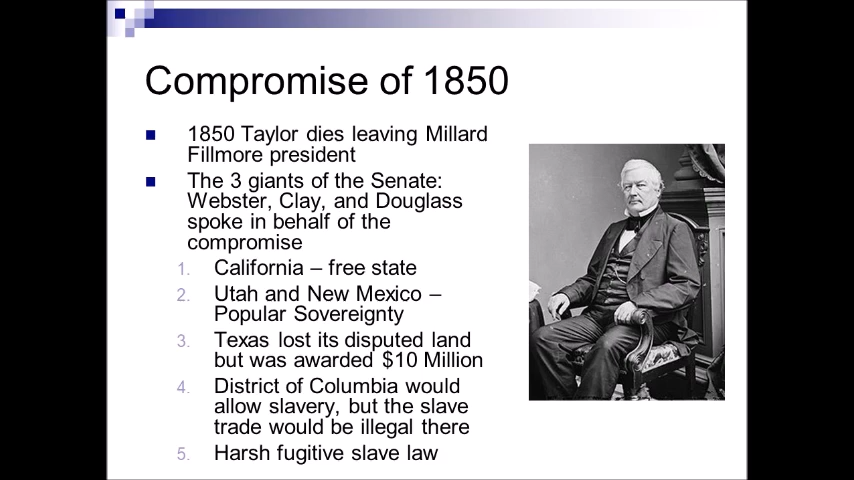 Compromise of 1850
1850 Taylor dies leaving Millard
Fillmore president
The 3 giants of the Senate:
Webster, Clay, and Douglass
spoke in behalf of the
compromise
1. California – free state
2. Utah and New Mexico –
Popular Sovereignty
3. Texas lost its disputed land
but was awarded $10 Million
4. District of Columbia would
allow slavery, but the slave
trade would be illegal there
5. Harsh fugitive slave law